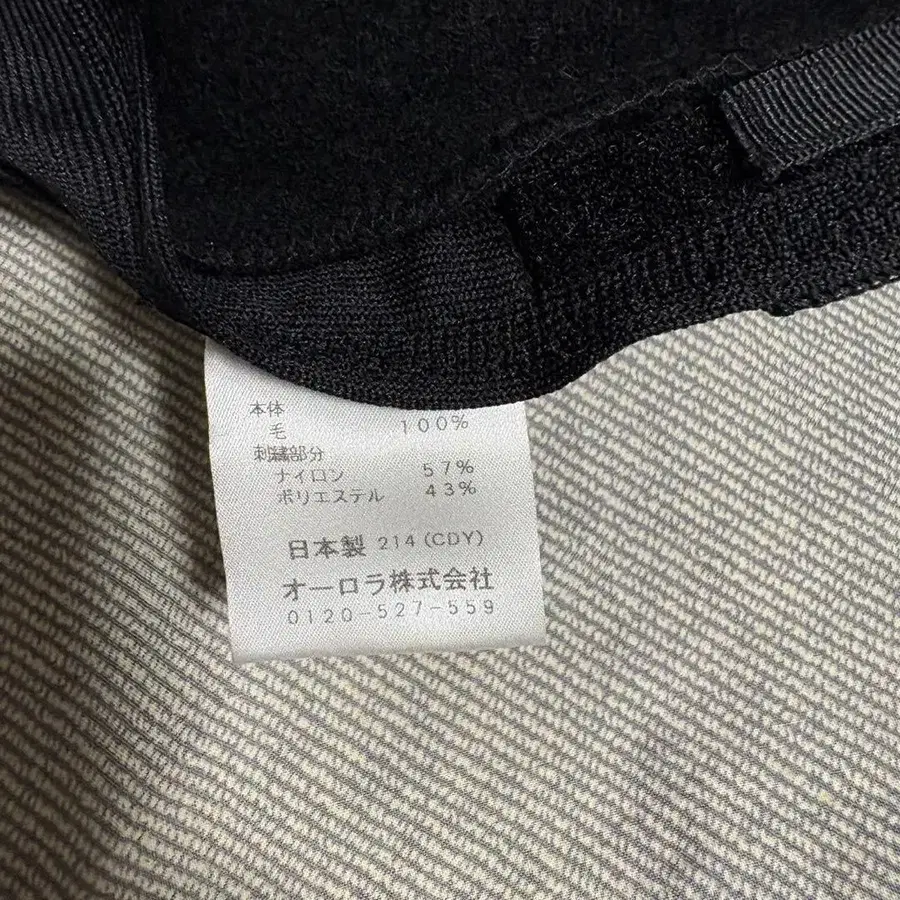 本体
毛 100%
刺繍部分
ナイロン 57%
ポリエステル 43%
日本製 214(CDY)
オーロラ株式会社
0120-527-559